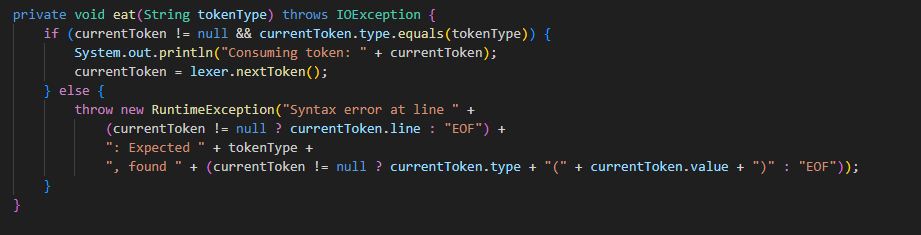 private void eat(String tokenType) throws IOException {
    if (currentToken != null && currentToken.type.equals(tokenType)) {
        System.out.println("Consuming token: " + currentToken);
        currentToken = lexer.nextToken();
    } else {
        throw new RuntimeException("Syntax error at line " +
            (currentToken != null ? currentToken.line : "EOF") +
            ": Expected " + tokenType +
            ", found " + (currentToken != null ? currentToken.type + "(" + currentToken.value + ")" : "EOF"));
    }
}